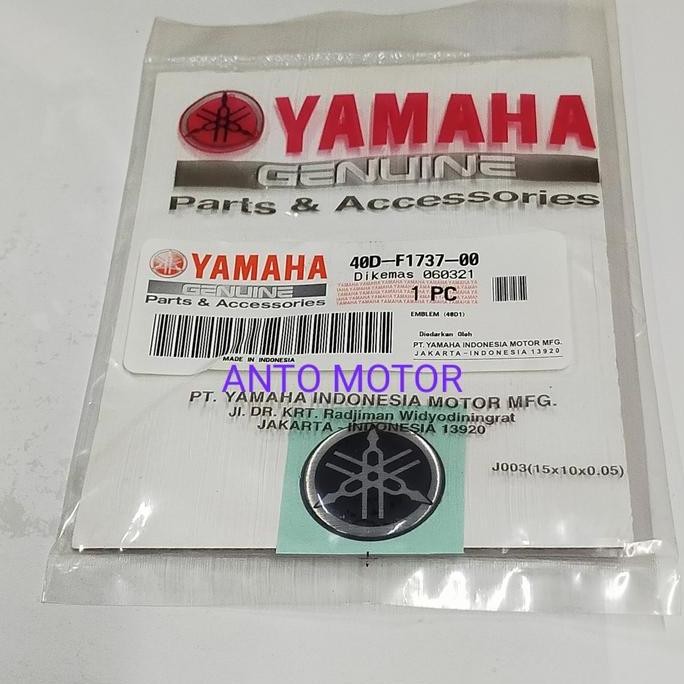 YAMAHA
GENUINE
Parts & Accessories
YAMAHA
GENUINE
Parts & Accessories
MADE IN INDONESIA
40D-F1737-00
Dikemas 060321
1 PC
EMBLEM (40D1)
Diedarkan Oleh
PT. YAMAHA INDONESIA MOTOR MFG.
JAKARTA-INDONESIA 13920
ANTO MOTOR
PT. YAMAHA INDONESIA MOTOR MFG.
Jl. DR. KRT. Radjiman Widyodiningrat
JAKARTA - INDONESIA 13920
J003(15x10x0.05)